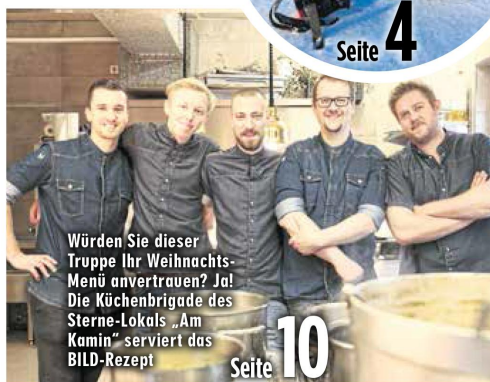 Seite 4
Würden Sie dieser
Truppe Ihr Weihnachts-
Menü anvertrauen? Ja!
Die Küchenbrigade des
Sterne-Lokals „Am
Kamin“ serviert das
BILD-Rezept
Seite 10